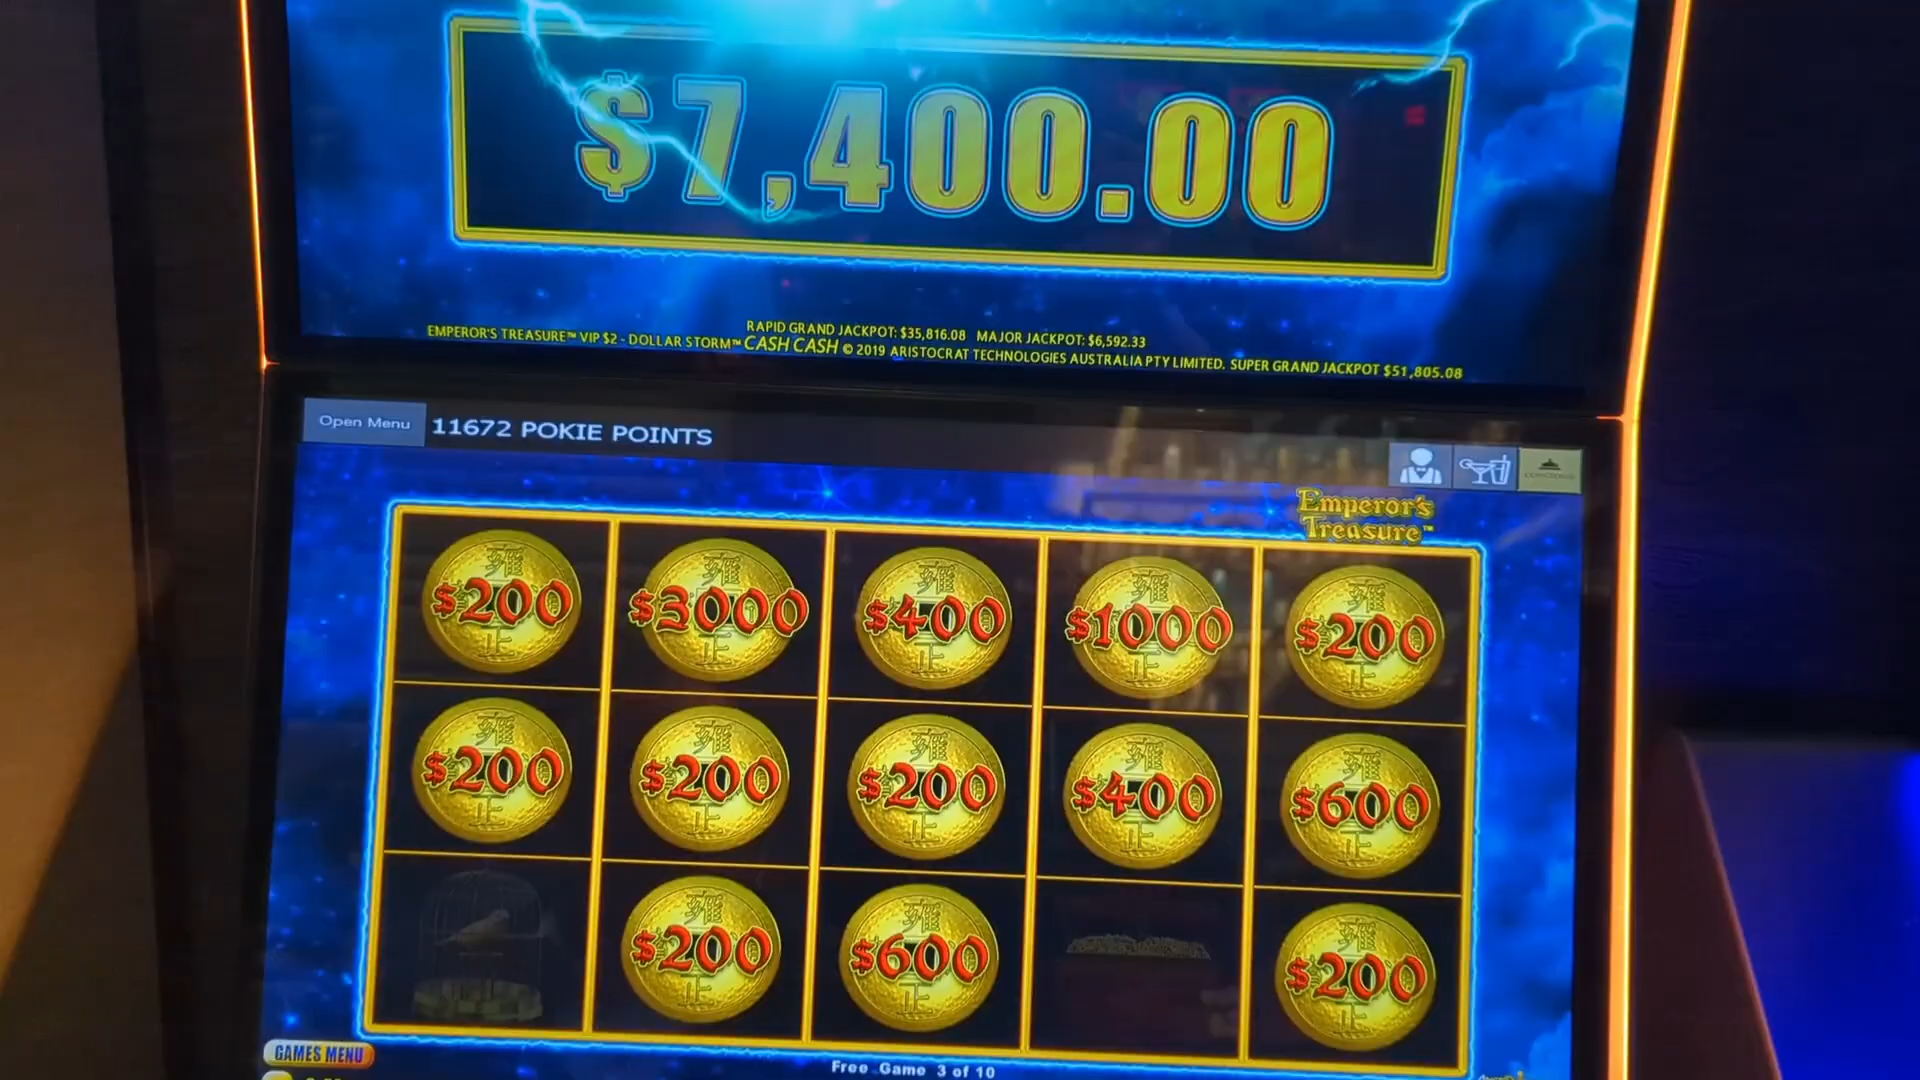 $7,400.00
RAPID GRAND JACKPOT: $35,816.08 MAJOR JACKPOT: $6,592.33
EMPEROR'S TREASURE™ VIP $2 - DOLLAR STORM™ CASH CASH © 2019 ARISTOCRAT TECHNOLOGIES AUSTRALIA PTY LIMITED. SUPER GRAND JACKPOT $51,805.08
Open Menu 11672 POKIE POINTS
Emperor's
Treasure™
$200 $3000 $400 $1000 $200
$200 $200 $200 $400 $600
$200 $600 $200
GAMES MENU
Free Game 3 of 10